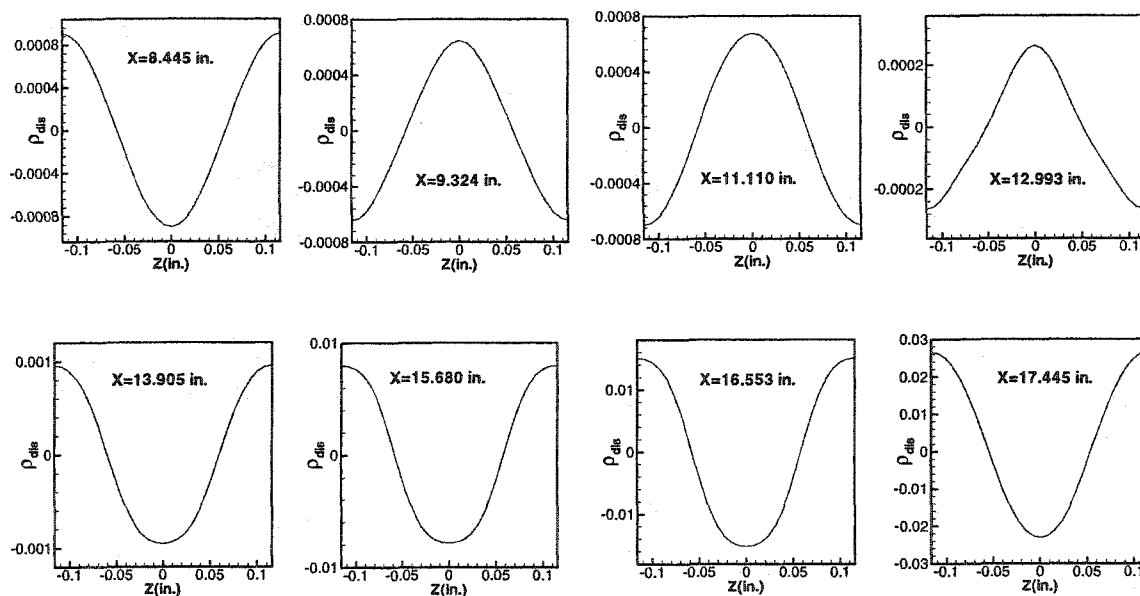 0.0008
0.0004
0
-0.0004
-0.0008
ρdis
X=8.445 in.
-0.1 -0.05 0 0.05 0.1
Z(in.)
0.0008
0.0004
0
-0.0004
-0.0008
ρdis
X=9.324 in.
-0.1 -0.05 0 0.05 0.1
Z(in.)
0.0008
0.0004
0
-0.0004
-0.0008
ρdis
X=11.110 in.
-0.1 -0.05 0 0.05 0.1
Z(in.)
0.0002
0
-0.0002
ρdis
X=12.993 in.
-0.1 -0.05 0 0.05 0.1
Z(in.)
0.001
0
-0.001
ρdis
X=13.905 in.
-0.1 -0.05 0 0.05 0.1
Z(in.)
0.01
0
-0.01
ρdis
X=15.680 in.
-0.1 -0.05 0 0.05 0.1
Z(in.)
0.01
0
-0.01
ρdis
X=16.553 in.
-0.1 -0.05 0 0.05 0.1
Z(in.)
0.03
0.02
0.01
0
-0.01
-0.02
-0.03
ρdis
X=17.445 in.
-0.1 -0.05 0 0.05 0.1
Z(in.)